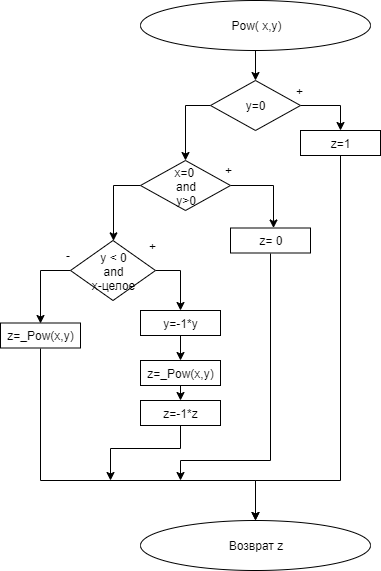 Pow( x,y)
+
y=0
z=1
x=0
and
y>0
+
z= 0
-
y < 0
and
x-целое
+
z=_Pow(x,y)
y=-1*y
z=_Pow(x,y)
z=-1*z
Возврат z